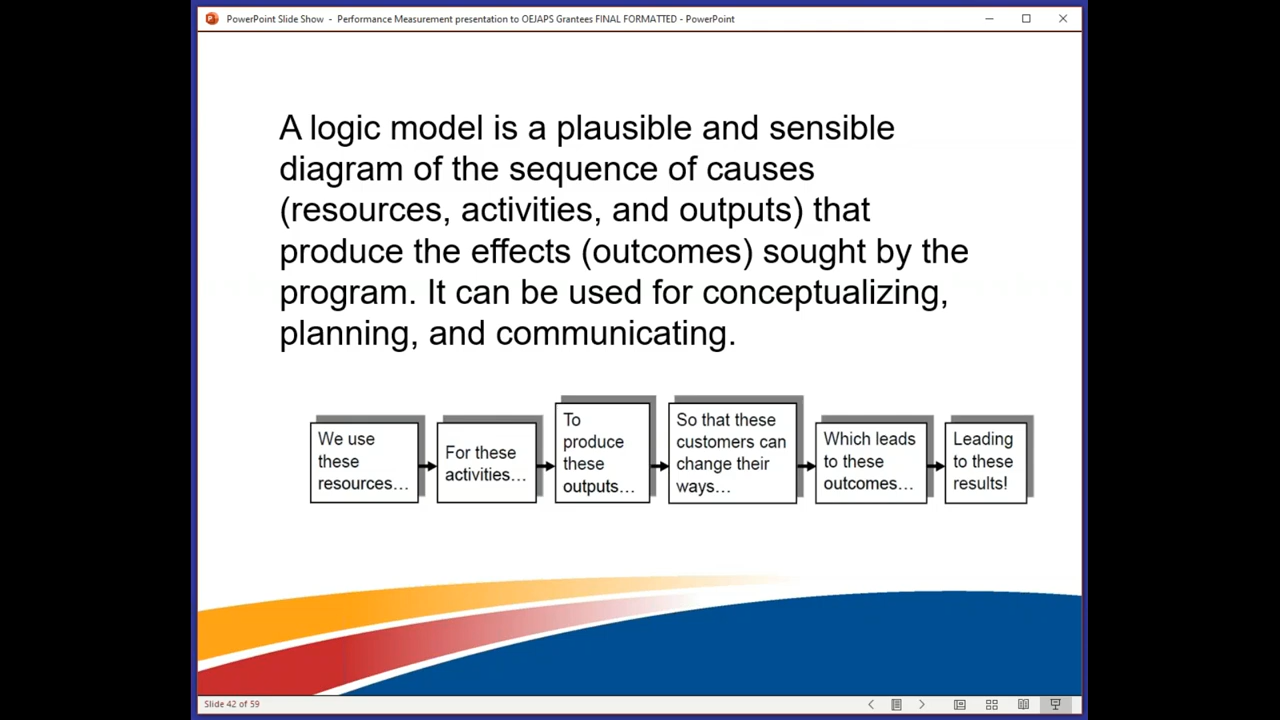 PowerPoint Slide Show - Performance Measurement presentation to OEJAPS Grantees FINAL FORMATTED - PowerPoint
A logic model is a plausible and sensible
diagram of the sequence of causes
(resources, activities, and outputs) that
produce the effects (outcomes) sought by the
program. It can be used for conceptualizing,
planning, and communicating.
We use
these
resources…
For these
activities…
To
produce
these
outputs…
So that these
customers can
change their
ways…
Which leads
to these
outcomes…
Leading
to these
results!
Slide 42 of 59